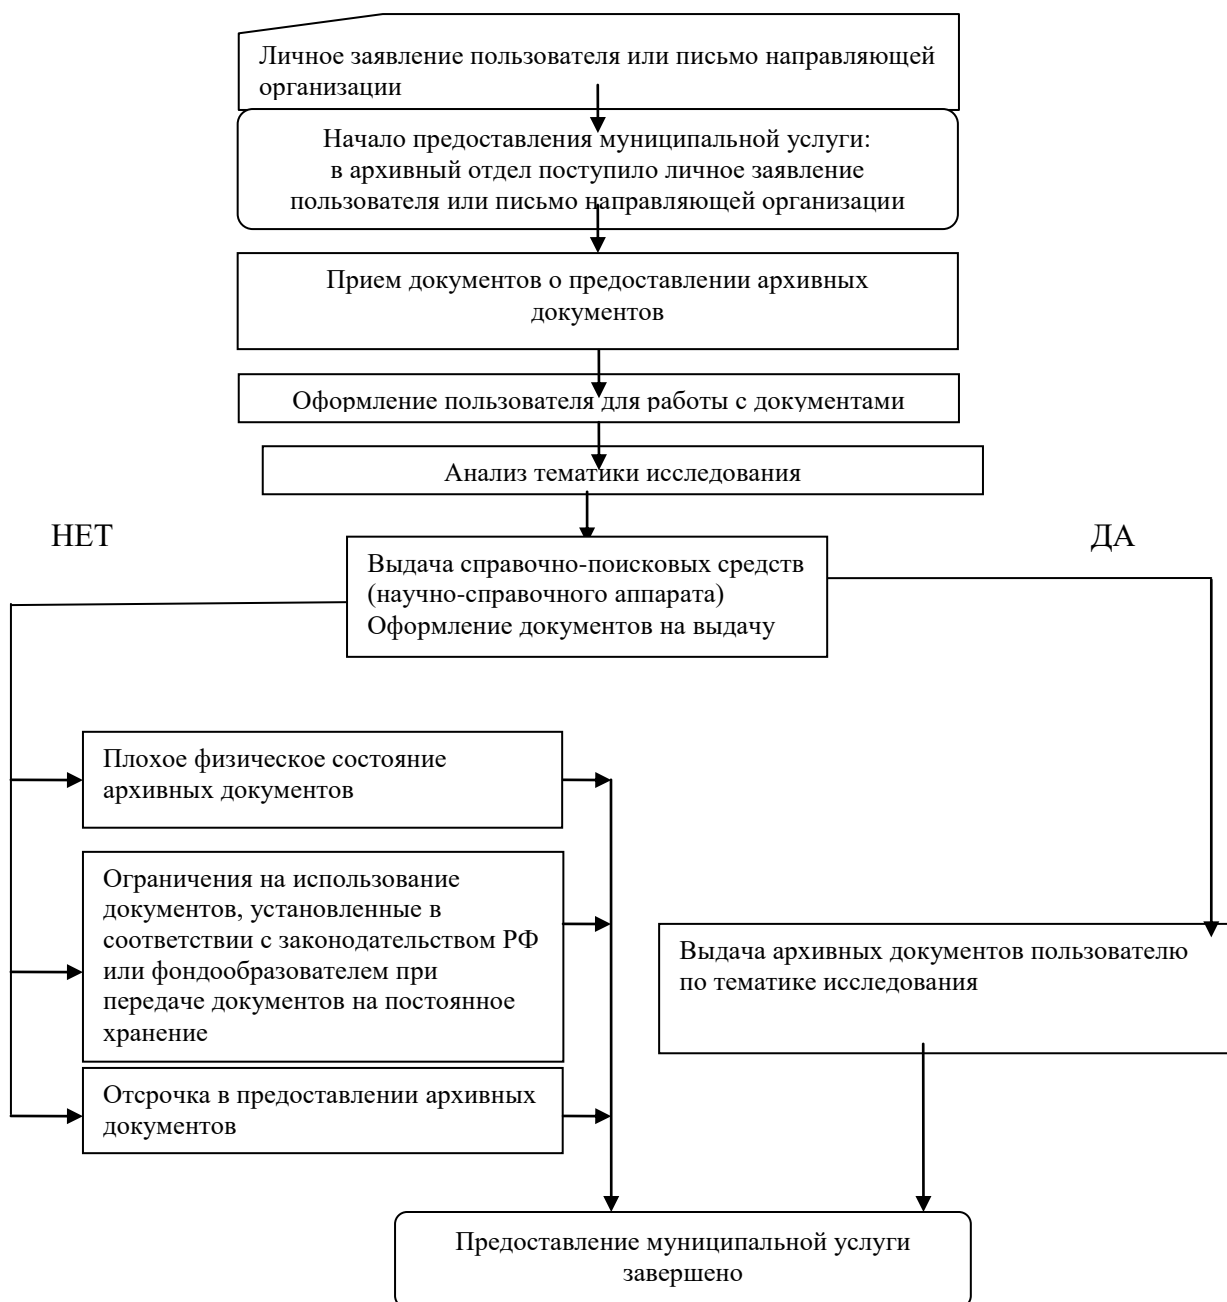 Личное заявление пользователя или письмо направляющей
организации
Начало предоставления муниципальной услуги:
в архивный отдел поступило личное заявление
пользователя или письмо направляющей организации
Прием документов о предоставлении архивных
документов
Оформление пользователя для работы с документами
Анализ тематики исследования
НЕТ
ДА
Выдача справочно-поисковых средств
(научно-справочного аппарата)
Оформление документов на выдачу
Плохое физическое состояние
архивных документов
Ограничения на использование
документов, установленные в
соответствии с законодательством РФ
или фондообразователем при
передаче документов на постоянное
хранение
Отсрочка в предоставлении архивных
документов
Выдача архивных документов пользователю
по тематике исследования
Предоставление муниципальной услуги
завершено